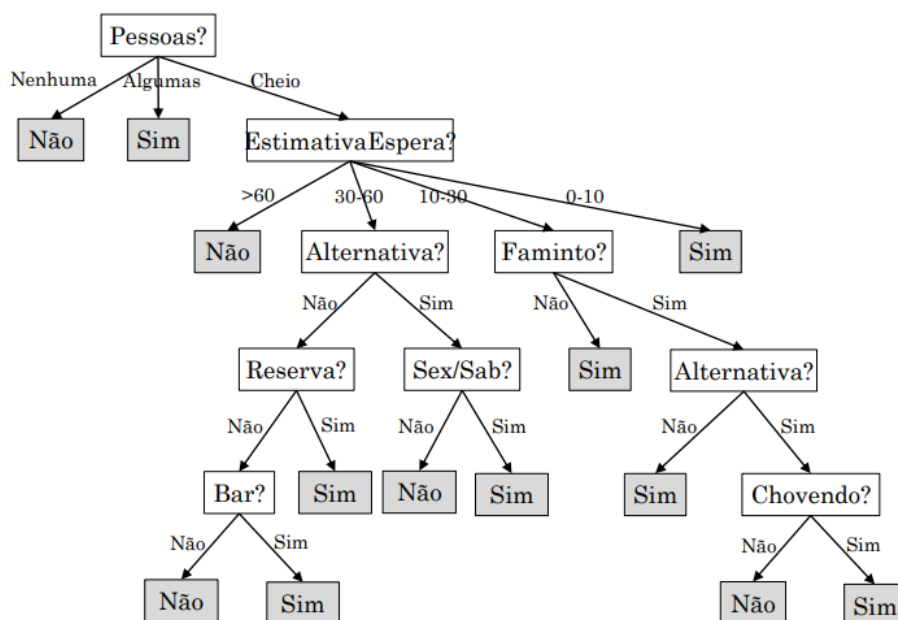 Pessoas?
Nenhuma Algumas Cheio
Não Sim EstimativaEspera?
>60 30-60 10-30 0-10
Não Alternativa? Faminto? Sim
Não Sim Não Sim
Reserva? Sex/Sab? Sim Alternativa?
Não Sim Não Sim Não Sim
Bar? Sim Não Sim Sim Chovendo?
Não Sim Não Sim
Não Sim Não Sim